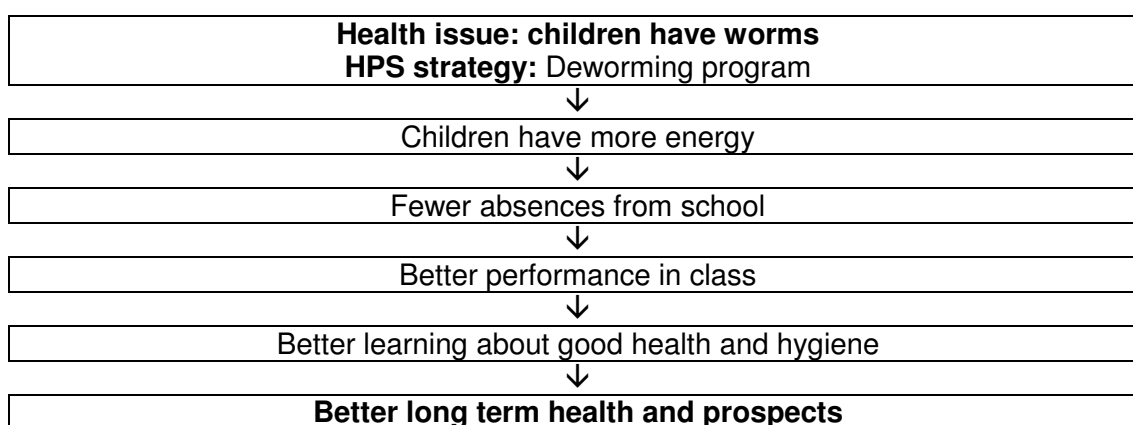 Health issue: children have worms
HPS strategy: Deworming program
↓
Children have more energy
↓
Fewer absences from school
↓
Better performance in class
↓
Better learning about good health and hygiene
↓
Better long term health and prospects